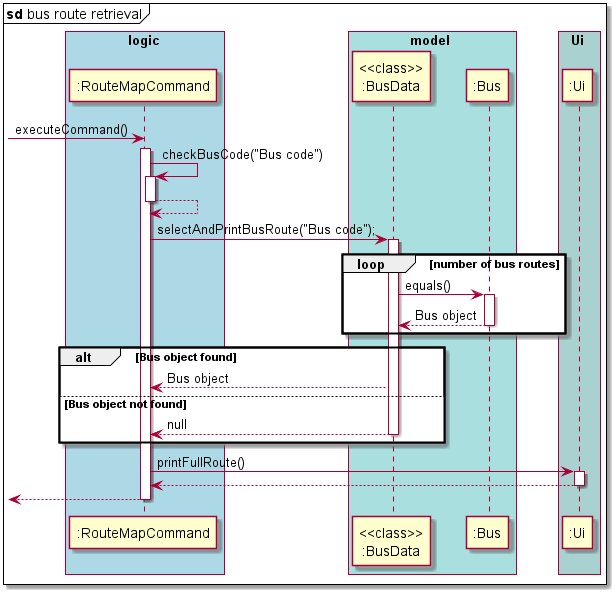 sd bus route retrieval
logic
model
Ui
:RouteMapCommand
<<class>>
:BusData
:Bus
:Ui
executeCommand()
checkBusCode("Bus code")
selectAndPrintBusRoute("Bus code");
loop
[number of bus routes]
equals()
Bus object
alt
[Bus object found]
Bus object
[Bus object not found]
null
printFullRoute()
:RouteMapCommand
<<class>>
:BusData
:Bus
:Ui